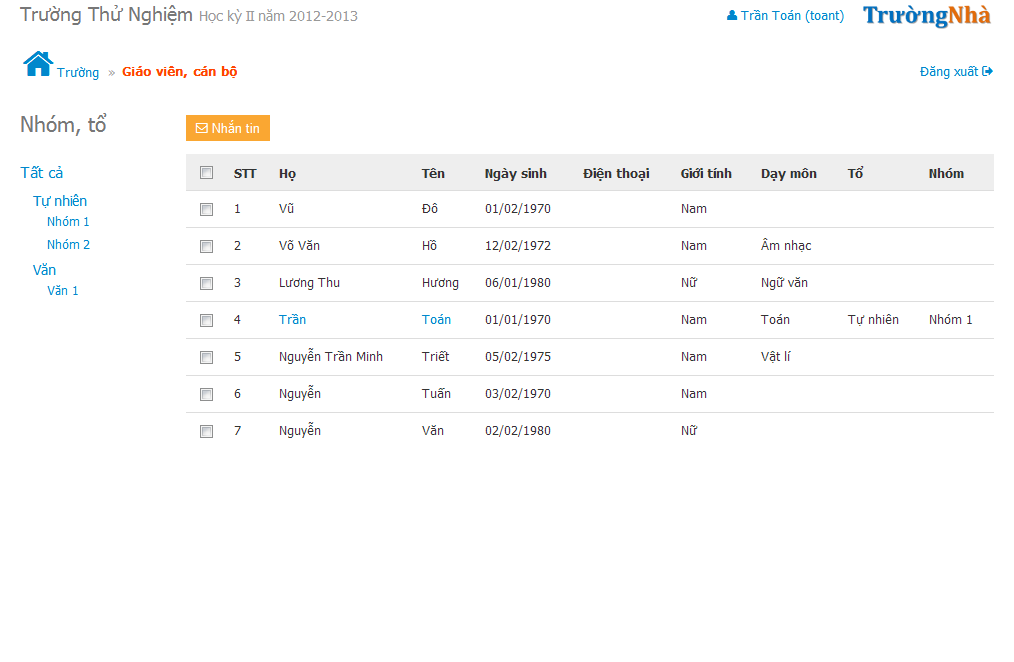 Trường Thử Nghiệm Học kỳ II năm 2012-2013 Trần Toán (toant) TrườngNhà
Trường » Giáo viên, cán bộ Đăng xuất
Nhóm, tổ
Tất cả
Tự nhiên
Nhóm 1
Nhóm 2
Văn
Văn 1
Nhắn tin
STT Họ Tên Ngày sinh Điện thoại Giới tính Dạy môn Tổ Nhóm
1 Vũ Đô 01/02/1970 Nam
2 Võ Văn Hồ 12/02/1972 Nam Âm nhạc
3 Lương Thu Hương 06/01/1980 Nữ Ngữ văn
4 Trần Toán 01/01/1970 Nam Toán Tự nhiên Nhóm 1
5 Nguyễn Trần Minh Triết 05/02/1975 Nam Vật lí
6 Nguyễn Tuấn 03/02/1970 Nam
7 Nguyễn Văn 02/02/1980 Nữ